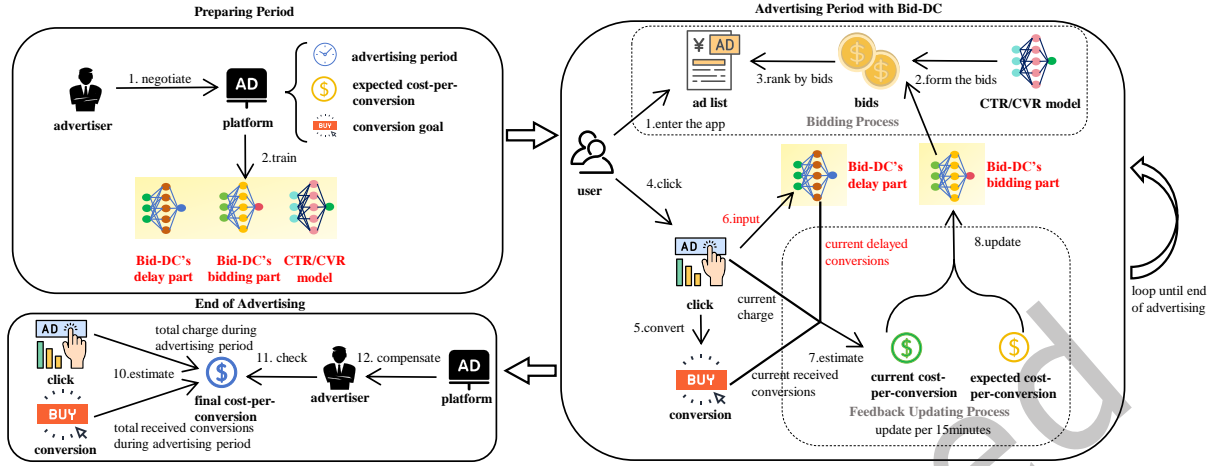 Preparing Period
1. negotiate
advertiser
AD
platform
advertising period
expected cost-per-
conversion
BUY
conversion goal
2.train
Bid-DC's
delay part
Bid-DC's
bidding part
CTR/CVR
model
End of Advertising
AD
click
BUY
conversion
total charge during
advertising period
10.estimate
total received conversions
during advertising period
final cost-per-
conversion
11. check
advertiser
12. compensate
AD
platform
Advertising Period with Bid-DC
¥ AD
ad list
3.rank by bids
bids
2.form the bids
CTR/CVR model
Bidding Process
1.enter the app
user
4.click
Bid-DC's
delay part
Bid-DC's
bidding part
6.input
AD
click
current delayed
conversions
8.update
current
charge
5.convert
BUY
conversion
7.estimate
current received
conversions
current cost-
per-conversion
expected cost-
per-conversion
Feedback Updating Process
update per 15minutes
loop until end
of advertising